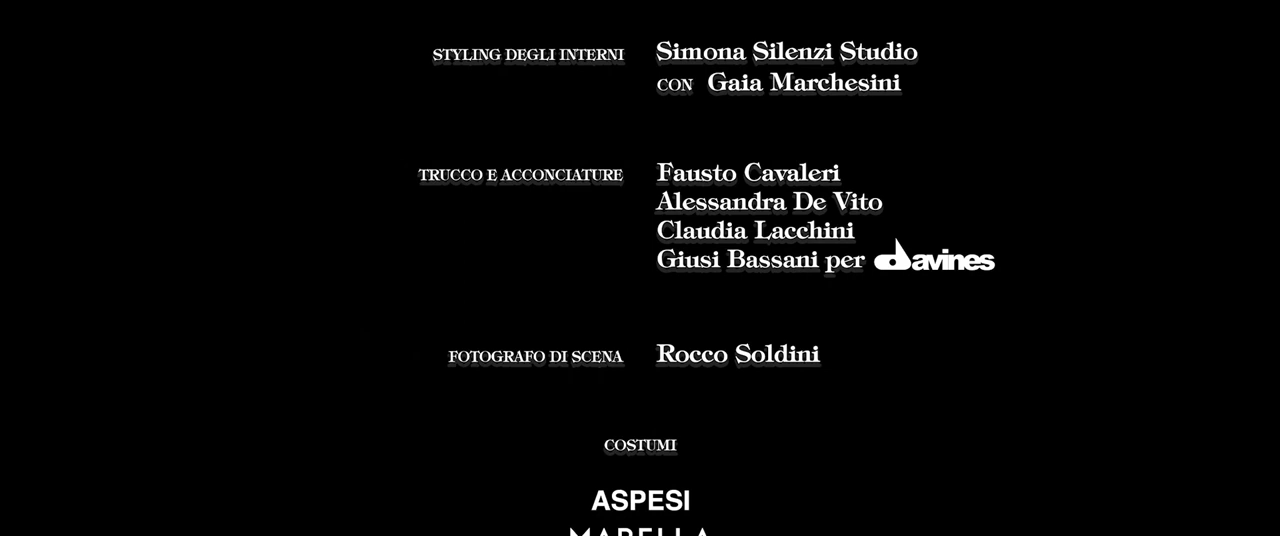 STYLING DEGLI INTERNI Simona Silenzi Studio
CON Gaia Marchesini
TRUCCO E ACCONCIATURE Fausto Cavaleri
Alessandra De Vito
Claudia Lacchini
Giusi Bassani per davines
FOTOGRAFO DI SCENA Rocco Soldini
COSTUMI
ASPESI
MARELLA